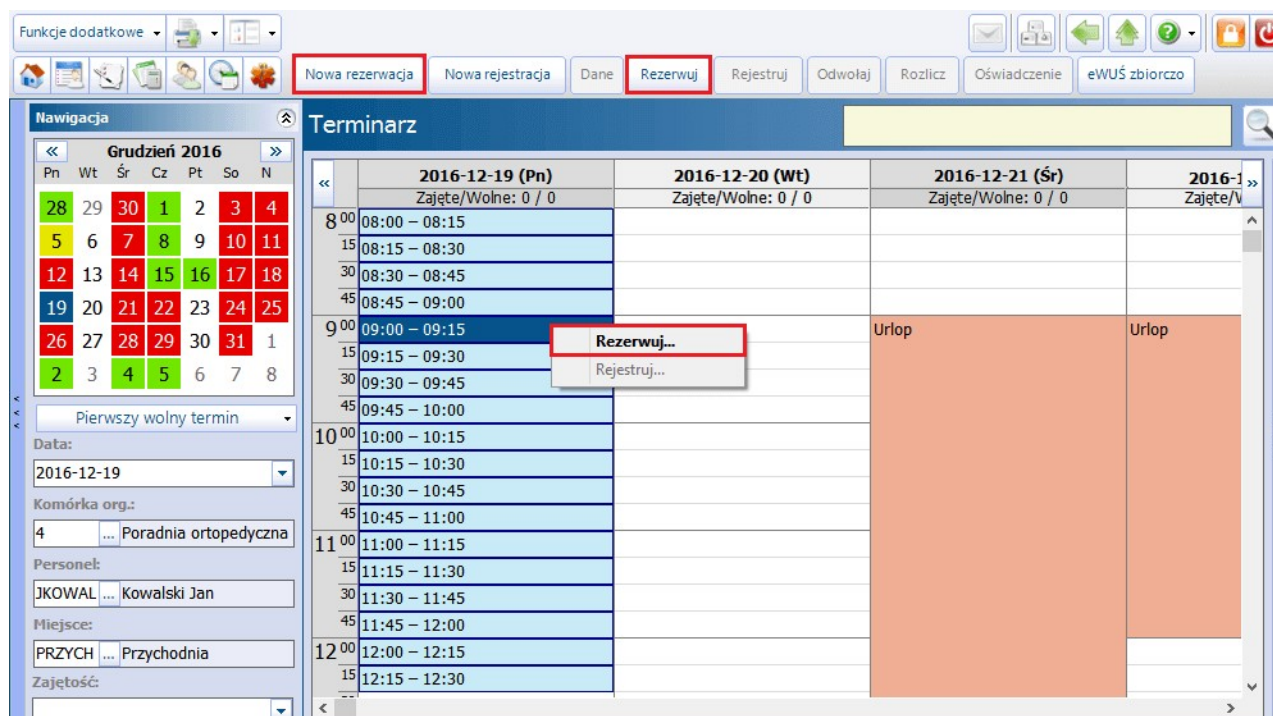 Funkcje dodatkowe
Nowa rezerwacja Nowa rejestracja Dane Rezerwuj Rejestruj Odwołaj Rozlicz Oświadczenie eWUŚ zbiorczo
Nawigacja
Terminarz
« Grudzień 2016 »
Pn Wt Śr Cz Pt So N
28 29 30 1 2 3 4
5 6 7 8 9 10 11
12 13 14 15 16 17 18
19 20 21 22 23 24 25
26 27 28 29 30 31 1
2 3 4 5 6 7 8
Pierwszy wolny termin
Data:
2016-12-19
Komórka org.:
4 ... Poradnia ortopedyczna
Personel:
JKOWAL ... Kowalski Jan
Miejsce:
PRZYCH ... Przychodnia
Zajętość:
« 2016-12-19 (Pn) 2016-12-20 (Wt) 2016-12-21 (Śr) 2016-1 »
Zajęte/Wolne: 0 / 0 Zajęte/Wolne: 0 / 0 Zajęte/Wolne: 0 / 0 Zajęte/W
8 00 08:00 – 08:15
15 08:15 – 08:30
30 08:30 – 08:45
45 08:45 – 09:00
9 00 09:00 – 09:15 Urlop Urlop
Rezerwuj...
15 09:15 – 09:30
Rejestruj...
30 09:30 – 09:45
45 09:45 – 10:00
10 00 10:00 – 10:15
15 10:15 – 10:30
30 10:30 – 10:45
45 10:45 – 11:00
11 00 11:00 – 11:15
15 11:15 – 11:30
30 11:30 – 11:45
45 11:45 – 12:00
12 00 12:00 – 12:15
15 12:15 – 12:30